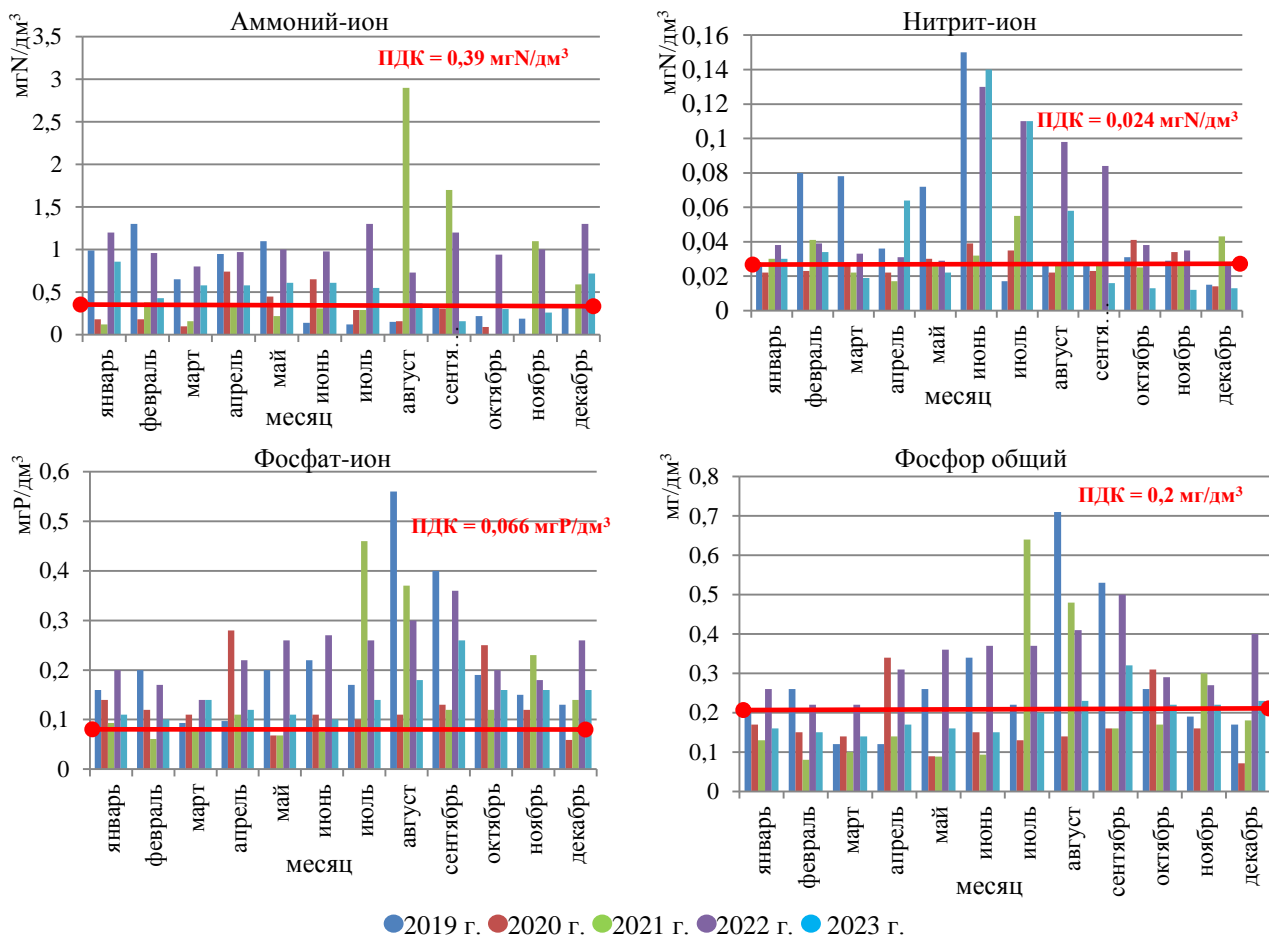 Аммоний-ион
мгN/дм³
ПДК = 0,39 мгN/дм³
3,5
3
2,5
2
1,5
1
0,5
0
январь
февраль
март
апрель
май
июнь
июль
август
сентя…
октябрь
ноябрь
декабрь
месяц
Нитрит-ион
мгN/дм³
ПДК = 0,024 мгN/дм³
0,16
0,14
0,12
0,1
0,08
0,06
0,04
0,02
0
январь
февраль
март
апрель
май
июнь
июль
август
сентя…
октябрь
ноябрь
декабрь
месяц
Фосфат-ион
мгP/дм³
ПДК = 0,066 мгP/дм³
0,6
0,5
0,4
0,3
0,2
0,1
0
январь
февраль
март
апрель
май
июнь
июль
август
сентябрь
октябрь
ноябрь
декабрь
месяц
Фосфор общий
мг/дм³
ПДК = 0,2 мг/дм³
0,8
0,7
0,6
0,5
0,4
0,3
0,2
0,1
0
январь
февраль
март
апрель
май
июнь
июль
август
сентябрь
октябрь
ноябрь
декабрь
месяц
2019 г. 2020 г. 2021 г. 2022 г. 2023 г.